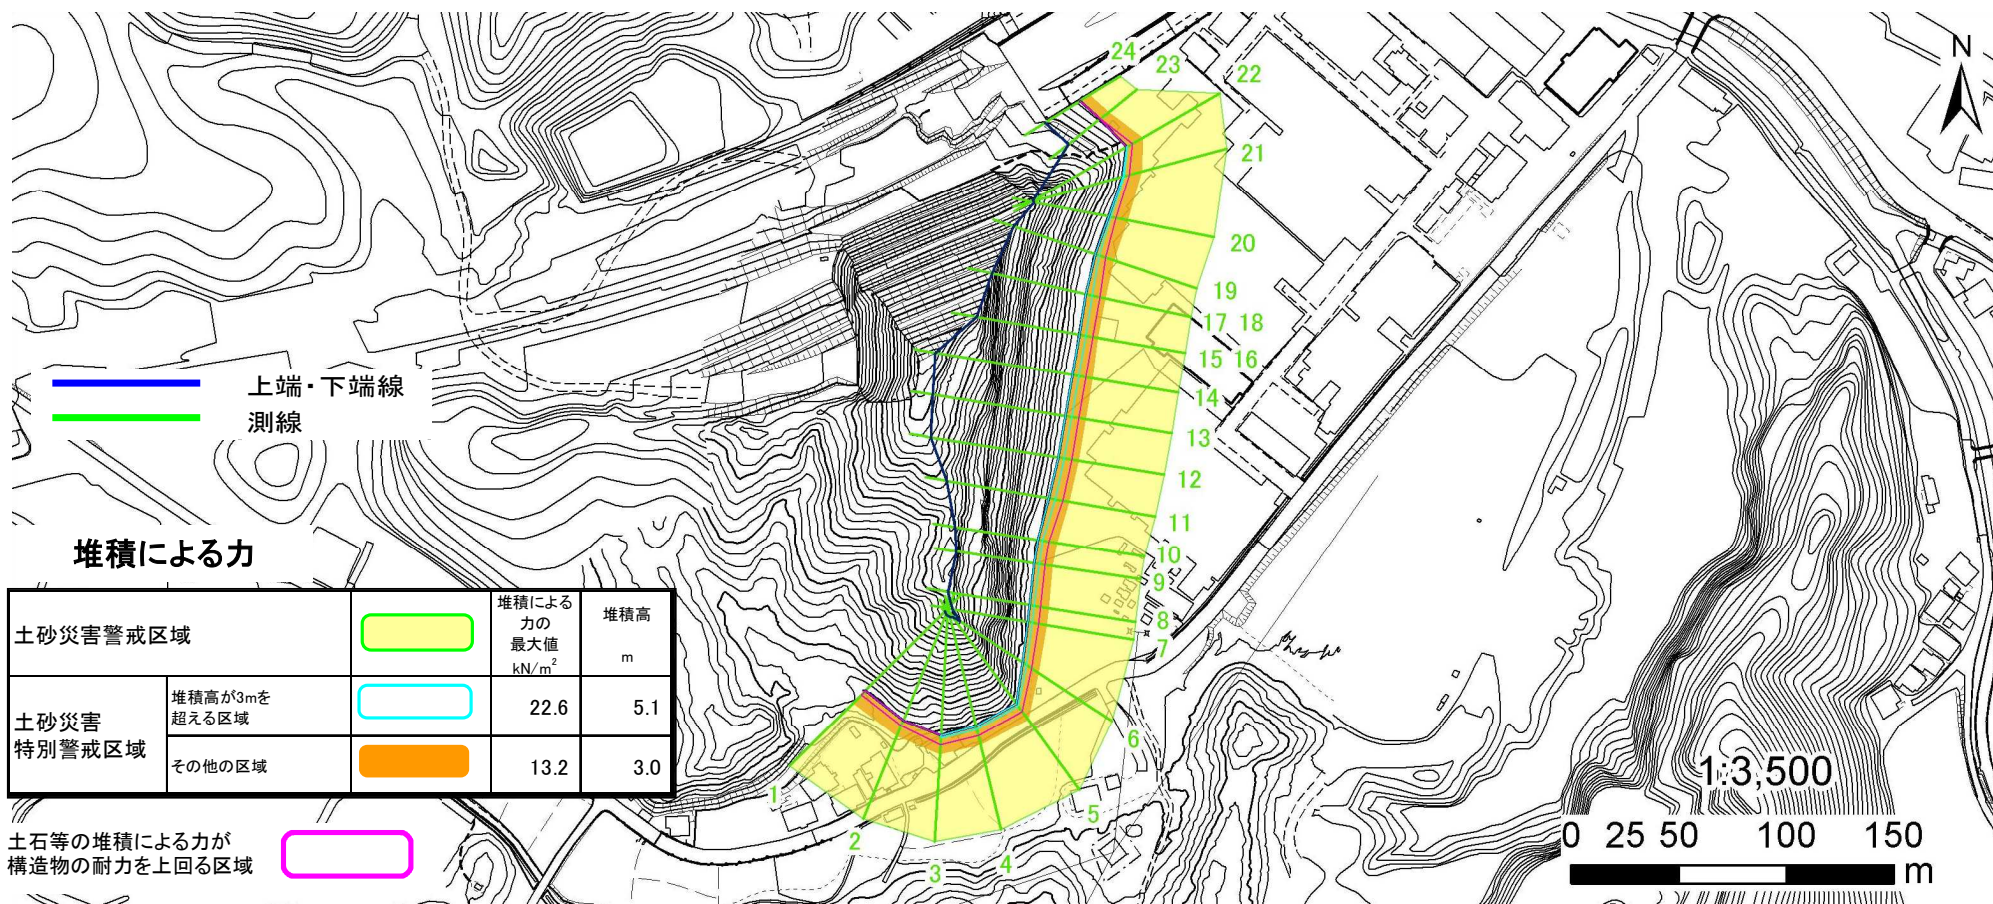 24
23
22
N
21
20
19
17 18
15 16
14
13
12
11
10
9
8
7
6
5
4
3
2
1
上端・下端線
測線
堆積による力
土砂災害警戒区域
堆積による
力の
最大値
kN/m²
堆積高
m
土砂災害
特別警戒区域
堆積高が3mを
超える区域
22.6
5.1
その他の区域
13.2
3.0
土石等の堆積による力が
構造物の耐力を上回る区域
1:3,500
0 25 50 100 150
m